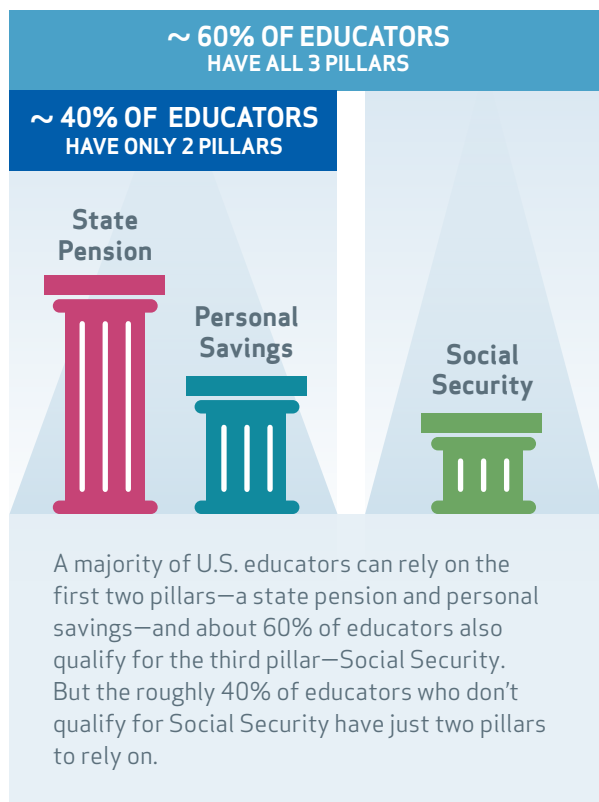 ~ 60% OF EDUCATORS
HAVE ALL 3 PILLARS
~ 40% OF EDUCATORS
HAVE ONLY 2 PILLARS
State
Pension
Personal
Savings
Social
Security
A majority of U.S. educators can rely on the
first two pillars—a state pension and personal
savings—and about 60% of educators also
qualify for the third pillar—Social Security.
But the roughly 40% of educators who don’t
qualify for Social Security have just two pillars
to rely on.